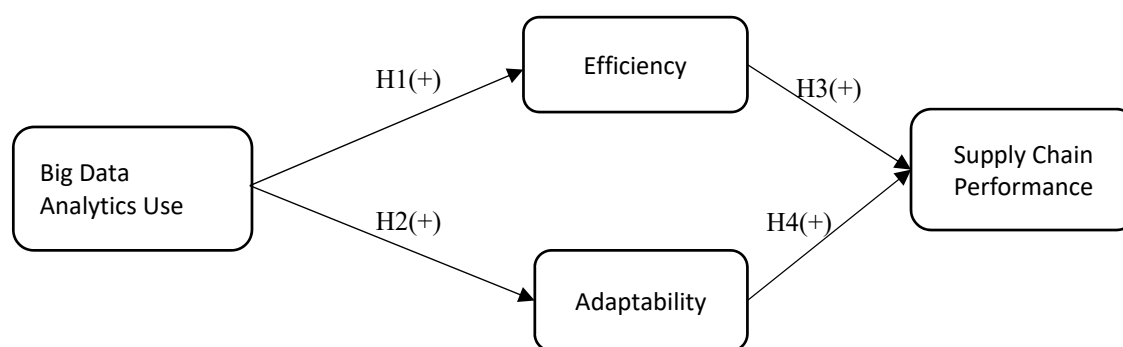 Efficiency
H1(+)
H3(+)
Big Data
Analytics Use
Supply Chain
Performance
H2(+)
H4(+)
Adaptability